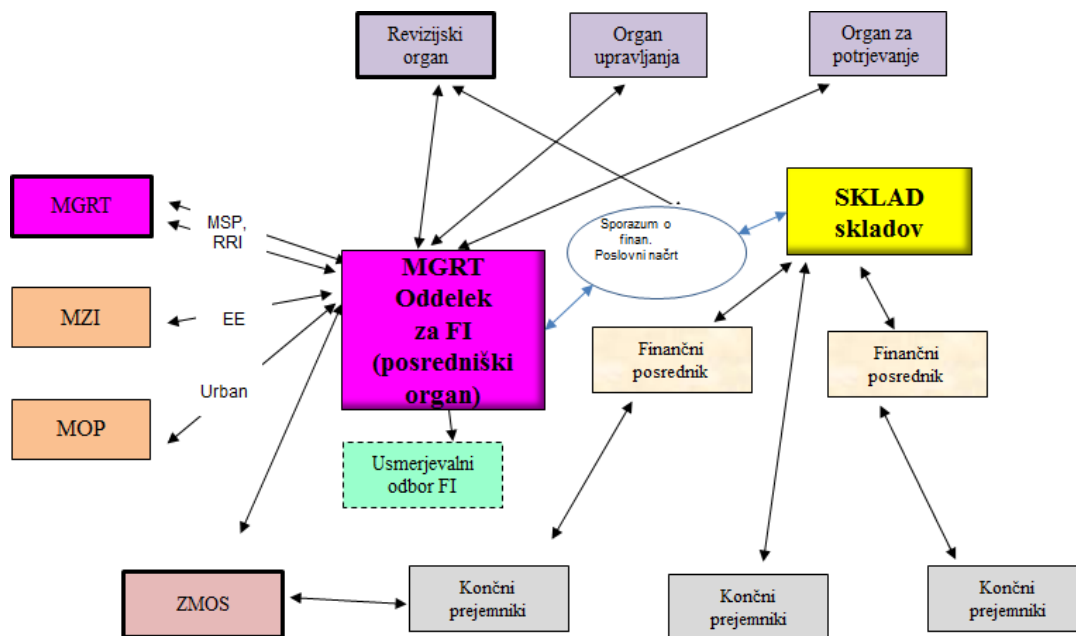 Revizijski
organ
Organ
upravljanja
Organ za
potrjevanje
MGRT
MSP,
RRI
MZI
EE
MOP
Urban
MGRT
Oddelek
za FI
(posredniški
organ)
Sporazum o
finan.
Poslovni načrt
SKLAD
skladov
Finančni
posrednik
Finančni
posrednik
Usmerjevalni
odbor FI
ZMOS
Končni
prejemniki
Končni
prejemniki
Končni
prejemniki